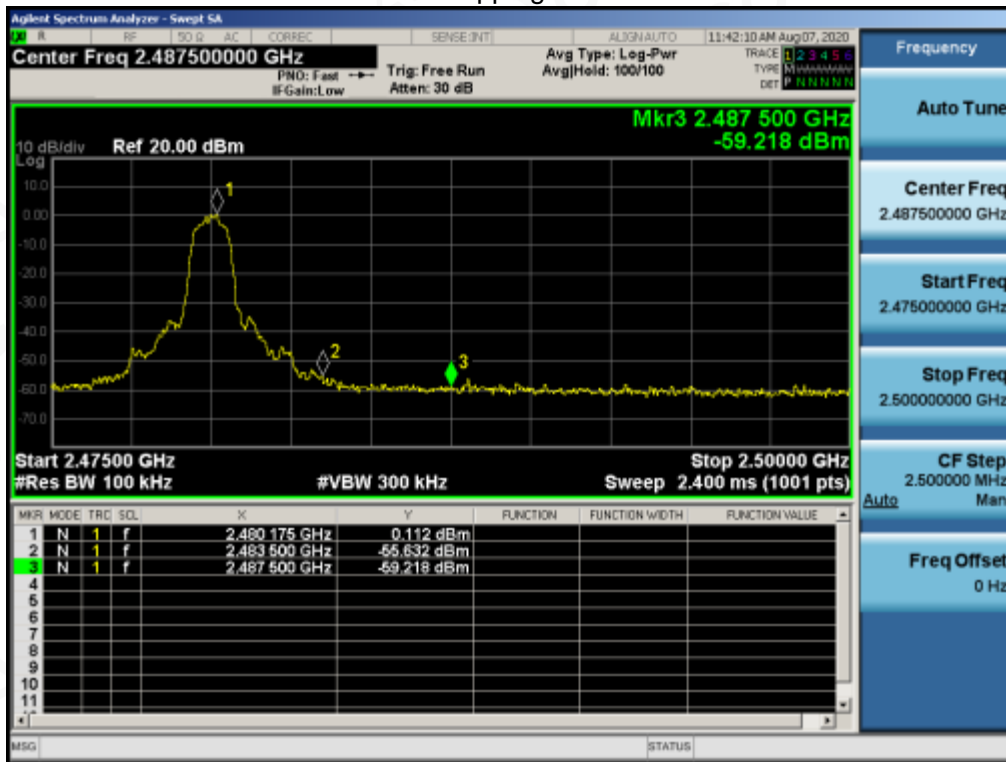 Agilent Spectrum Analyzer - Swept SA
R RF 50 Ω AC CORREC SENSE:INT ALIGNAUTO 11:42:10 AM Aug07, 2020
Center Freq 2.487500000 GHz
PNO: Fast
IFGain:Low
Trig: Free Run
Atten: 30 dB
Avg Type: Log-Pwr
Avg|Hold: 100/100
TRACE 1 2 3 4 5 6
TYPE M
DET P N N N N N
Mkr3 2.487 500 GHz
-59.218 dBm
10 dB/div Ref 20.00 dBm
Log
10.0
0.00
-10.0
-20.0
-30.0
-40.0
-50.0
-60.0
-70.0
1
2
3
Start 2.47500 GHz Stop 2.50000 GHz
#Res BW 100 kHz #VBW 300 kHz Sweep 2.400 ms (1001 pts)
MKR MODE TRC SCL X Y FUNCTION FUNCTION WIDTH FUNCTION VALUE
1 N 1 f 2.480 175 GHz 0.112 dBm
2 N 1 f 2.483 500 GHz -55.632 dBm
3 N 1 f 2.487 500 GHz -59.218 dBm
4
5
6
7
8
9
10
11
MSG STATUS
Frequency
Auto Tune
Center Freq
2.487500000 GHz
Start Freq
2.475000000 GHz
Stop Freq
2.500000000 GHz
CF Step
2.500000 MHz
Auto Man
Freq Offset
0 Hz